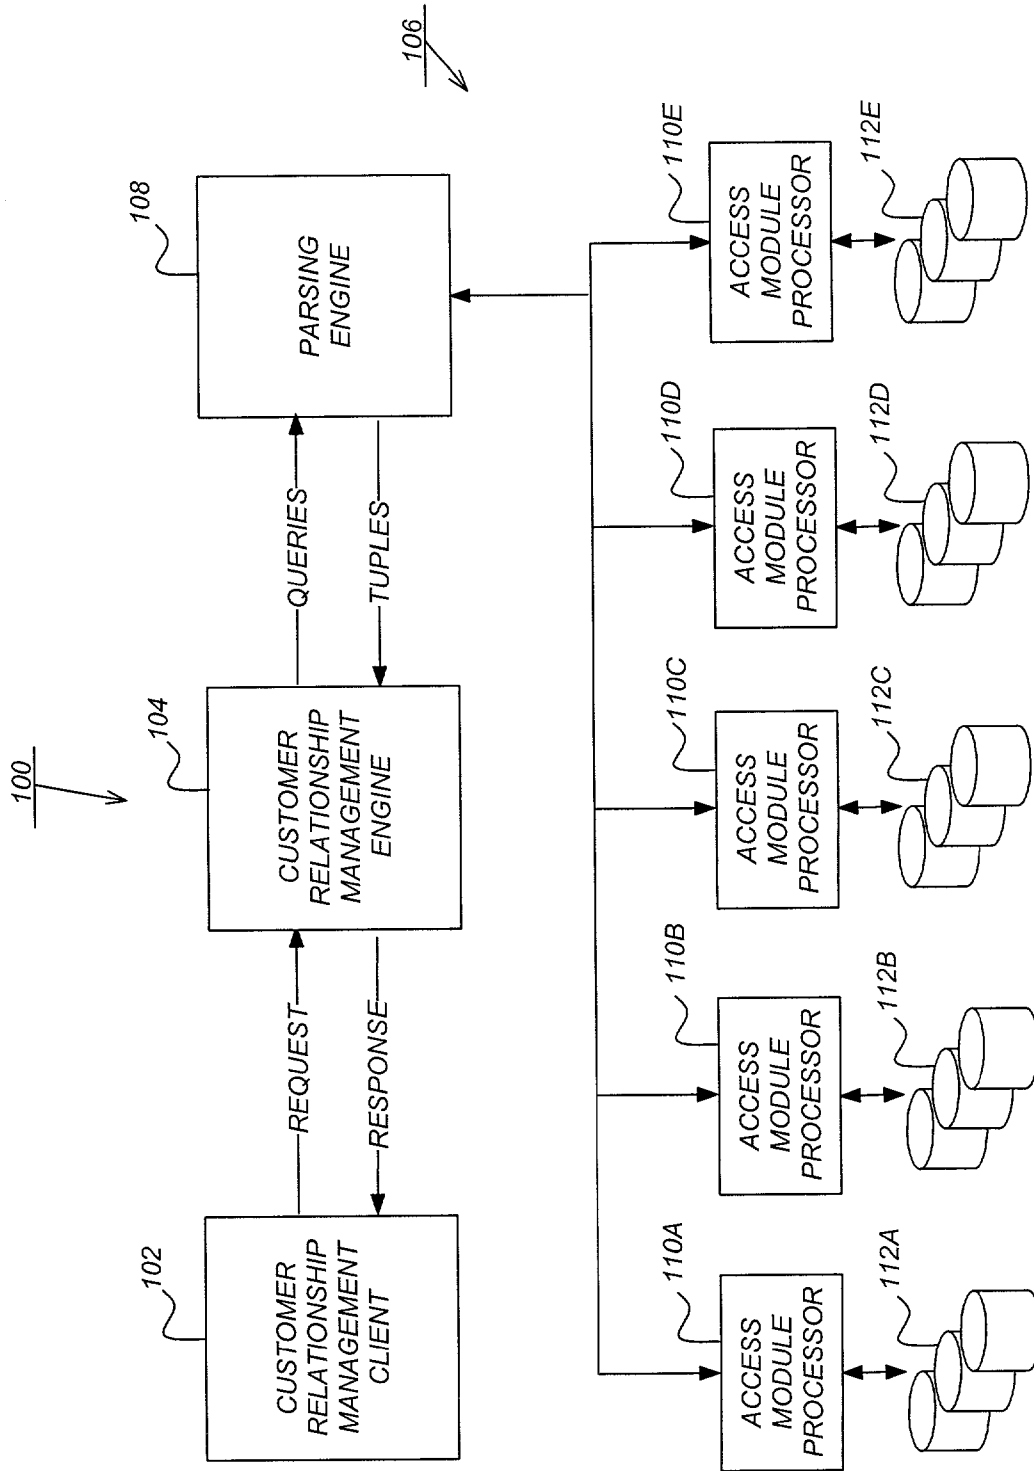 100
106
102
CUSTOMER
RELATIONSHIP
MANAGEMENT
CLIENT
REQUEST
RESPONSE
104
CUSTOMER
RELATIONSHIP
MANAGEMENT
ENGINE
QUERIES
TUPLES
108
PARSING
ENGINE
110A
ACCESS
MODULE
PROCESSOR
112A
110B
ACCESS
MODULE
PROCESSOR
112B
110C
ACCESS
MODULE
PROCESSOR
112C
110D
ACCESS
MODULE
PROCESSOR
112D
110E
ACCESS
MODULE
PROCESSOR
112E